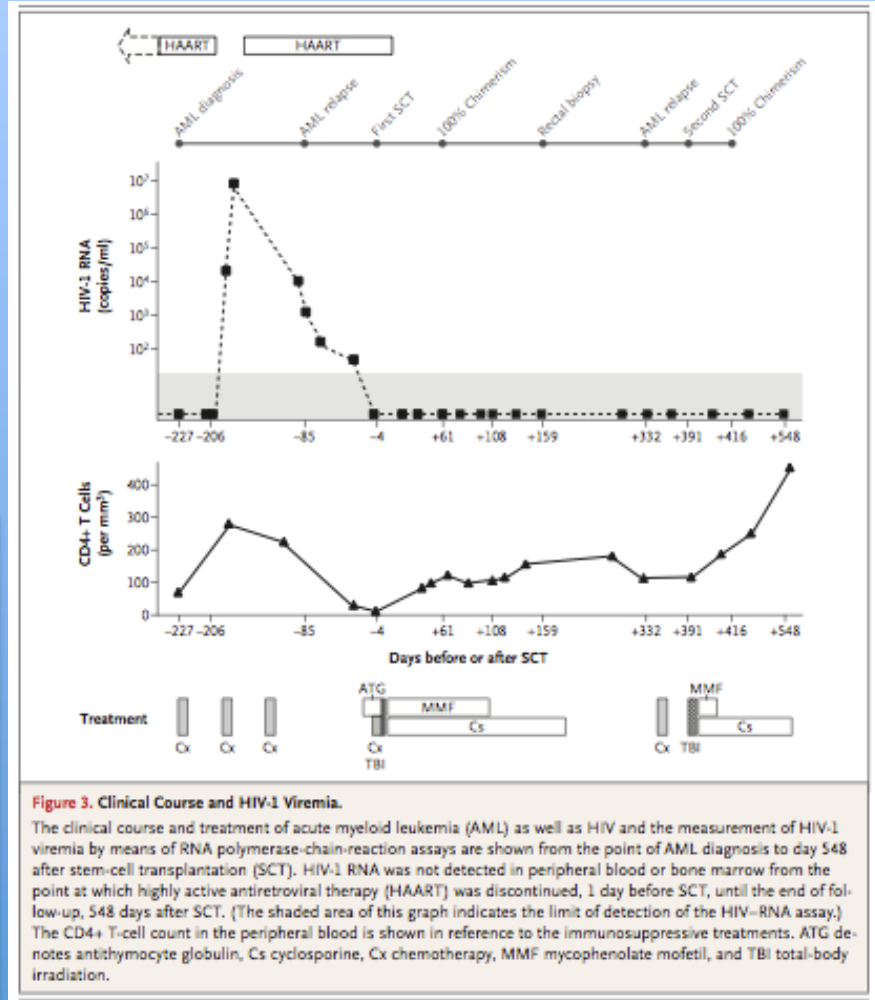 HAART HAART
AML diagnosis AML relapse First SCT 100% Chimerism Rectal biopsy AML relapse Second SCT 100% Chimerism
HIV-1 RNA
(copies/ml)
10⁷
10⁶
10⁵
10⁴
10³
10²
−227 −206 −85 −4 +61 +108 +159 +332 +391 +416 +548
CD4+ T Cells
(per mm³)
400
300
200
100
0
−227 −206 −85 −4 +61 +108 +159 +332 +391 +416 +548
Days before or after SCT
Treatment
ATG MMF
MMF
Cs Cs
Cx Cx Cx Cx Cx TBI
TBI
Figure 3. Clinical Course and HIV-1 Viremia.
The clinical course and treatment of acute myeloid leukemia (AML) as well as HIV and the measurement of HIV-1
viremia by means of RNA polymerase-chain-reaction assays are shown from the point of AML diagnosis to day 548
after stem-cell transplantation (SCT). HIV-1 RNA was not detected in peripheral blood or bone marrow from the
point at which highly active antiretroviral therapy (HAART) was discontinued, 1 day before SCT, until the end of fol-
low-up, 548 days after SCT. (The shaded area of this graph indicates the limit of detection of the HIV–RNA assay.)
The CD4+ T-cell count in the peripheral blood is shown in reference to the immunosuppressive treatments. ATG de-
notes antithymocyte globulin, Cs cyclosporine, Cx chemotherapy, MMF mycophenolate mofetil, and TBI total-body
irradiation.